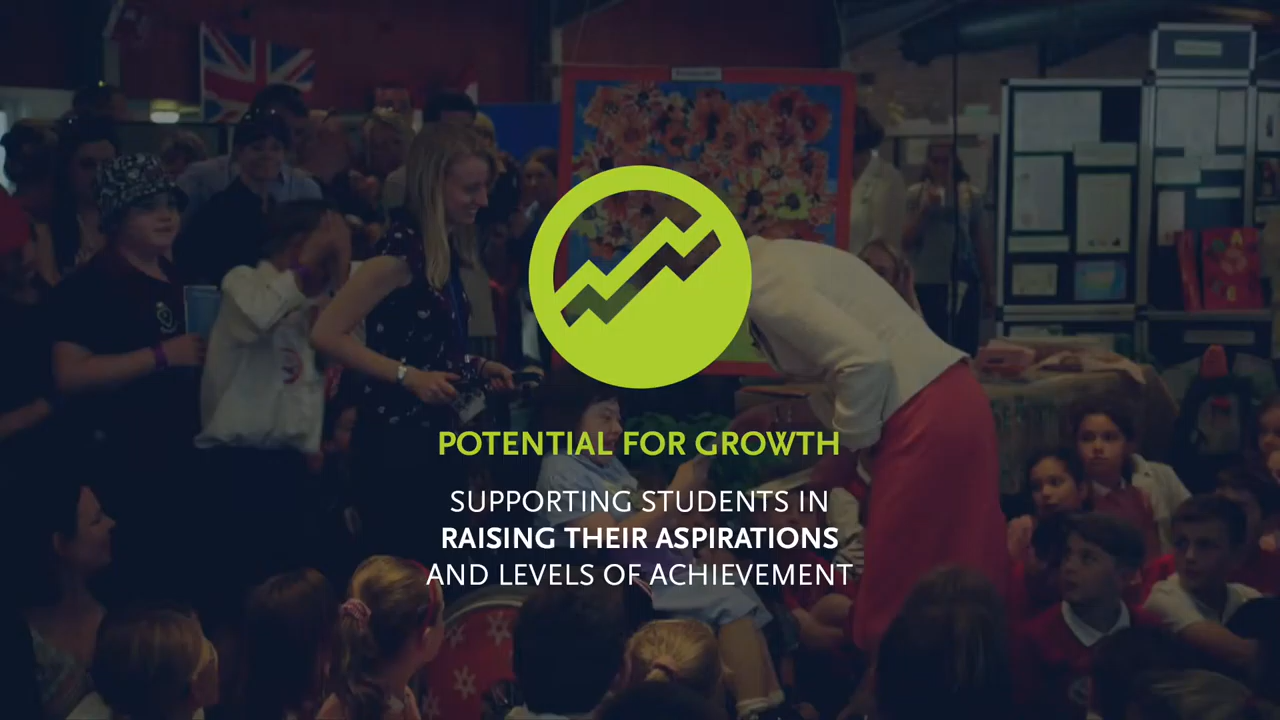 POTENTIAL FOR GROWTH
SUPPORTING STUDENTS IN
RAISING THEIR ASPIRATIONS
AND LEVELS OF ACHIEVEMENT